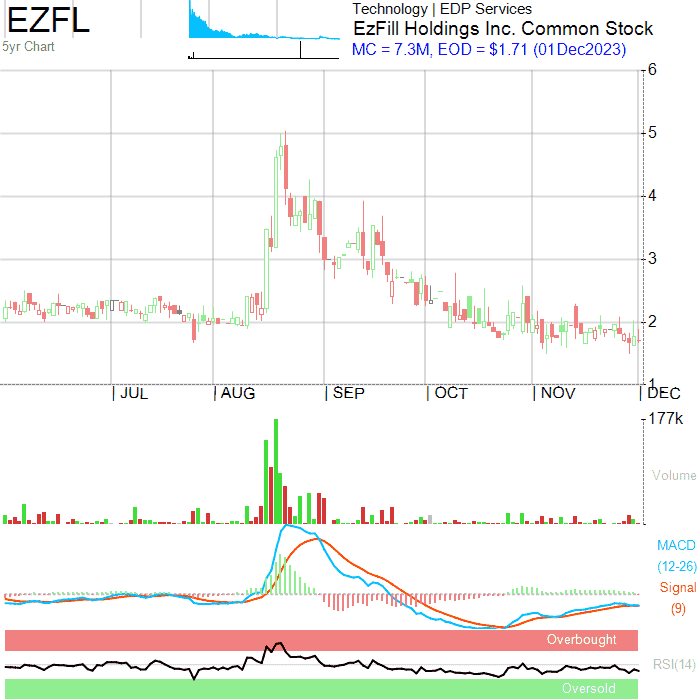 EZFL
5yr Chart
Technology | EDP Services
EzFill Holdings Inc. Common Stock
MC = 7.3M, EOD = $1.71 (01Dec2023)
6
5
4
3
2
1
| JUL | AUG | SEP | OCT | NOV | DEC
177k
Volume
MACD
(12-26)
Signal
(9)
Overbought
RSI(14)
Oversold